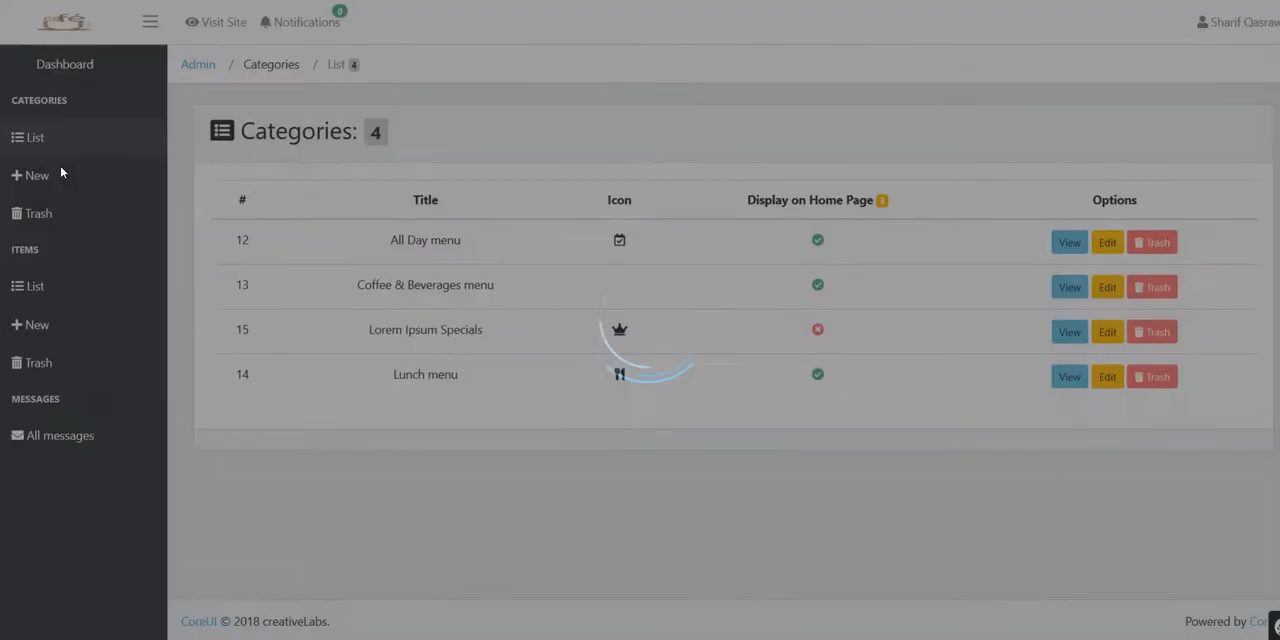 Visit Site Notifications 0
Dashboard
Admin / Categories / List 4
CATEGORIES
List
New
Trash
ITEMS
List
New
Trash
MESSAGES
All messages
Categories: 4
# Title Icon Display on Home Page 3 Options
12 All Day menu View Edit Trash
13 Coffee & Beverages menu View Edit Trash
15 Lorem Ipsum Specials View Edit Trash
14 Lunch menu View Edit Trash
CoreUI © 2018 creativeLabs.
Powered by
Sharif